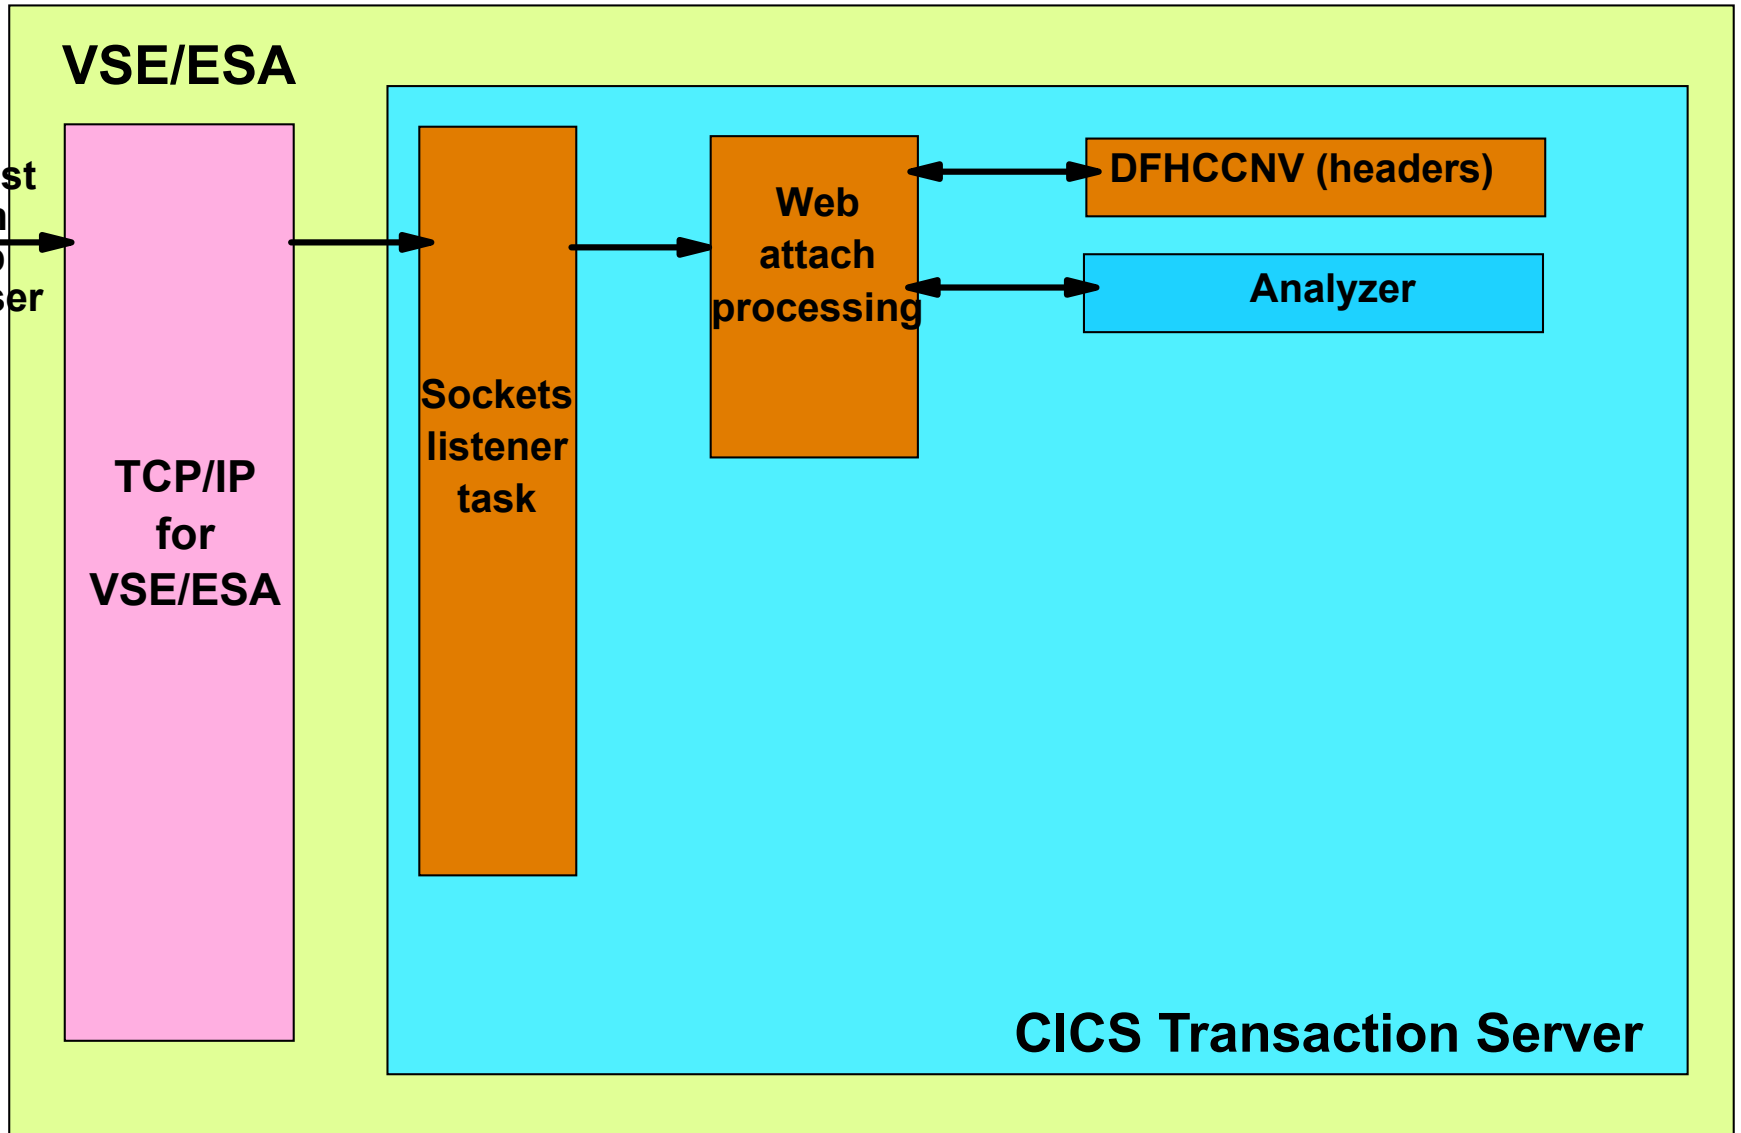 VSE/ESA
TCP/IP
for
VSE/ESA
Sockets
listener
task
Web
attach
processing
DFHCCNV (headers)
Analyzer
CICS Transaction Server